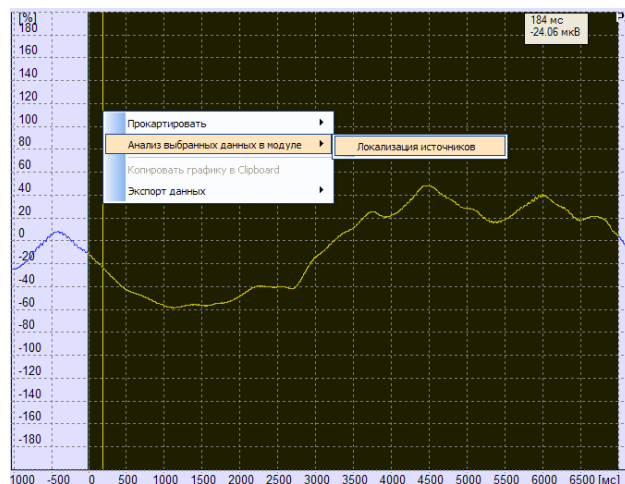 [%]
184 мс
-24.06 мкВ
180
160
140
120
100
80
60
40
20
0
-20
-40
-60
-80
-100
-120
-140
-160
-180
Прокартировать
Анализ выбранных данных в модуле
Локализация источников
Копировать графику в Clipboard
Экспорт данных
1000 -500 0 500 1000 1500 2000 2500 3000 3500 4000 4500 5000 5500 6000 6500 [мс]